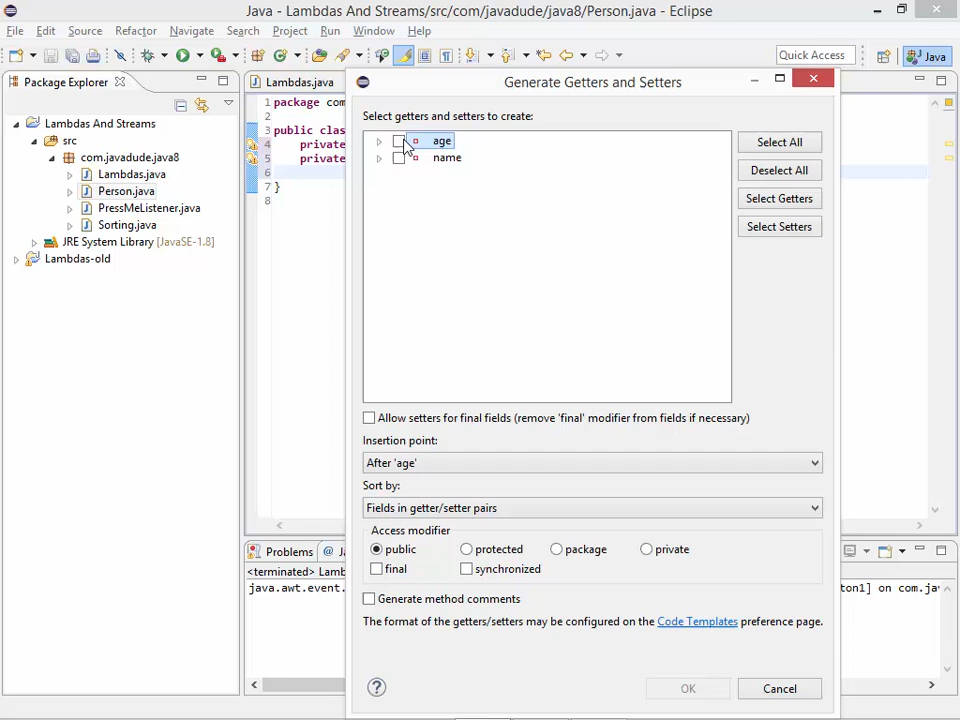 Java - Lambdas And Streams/src/com/javadude/java8/Person.java - Eclipse
File Edit Source Refactor Navigate Search Project Run Window Help
Quick Access
Java
Package Explorer
Lambdas And Streams
src
com.javadude.java8
Lambdas.java
Person.java
PressMeListener.java
Sorting.java
JRE System Library [JavaSE-1.8]
Lambdas-old
Lambdas.java
1 package com
2
3 public clas
4 private
5 private
6
7 }
8
Problems @
<terminated> Lamb
java.awt.event.
ton1] on com.jav
Generate Getters and Setters
Select getters and setters to create:
age
name
Select All
Deselect All
Select Getters
Select Setters
Allow setters for final fields (remove 'final' modifier from fields if necessary)
Insertion point:
After 'age'
Sort by:
Fields in getter/setter pairs
Access modifier
public protected package private
final synchronized
Generate method comments
The format of the getters/setters may be configured on the Code Templates preference page.
?
OK Cancel